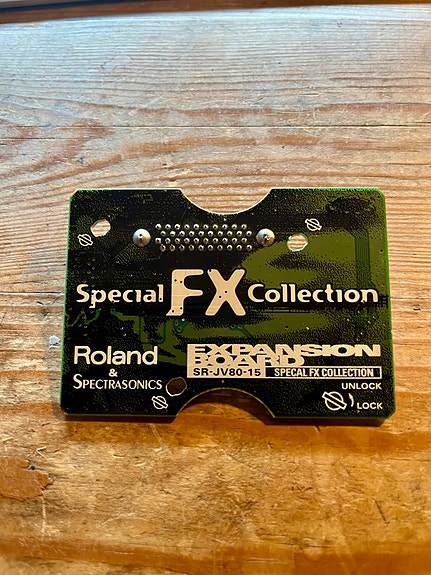 Special FX Collection
Roland
&
SPECTRASONICS
EXPANSION
BOARD
SR-JV80-15 SPECAL FX COLLECTION
UNLOCK
LOCK